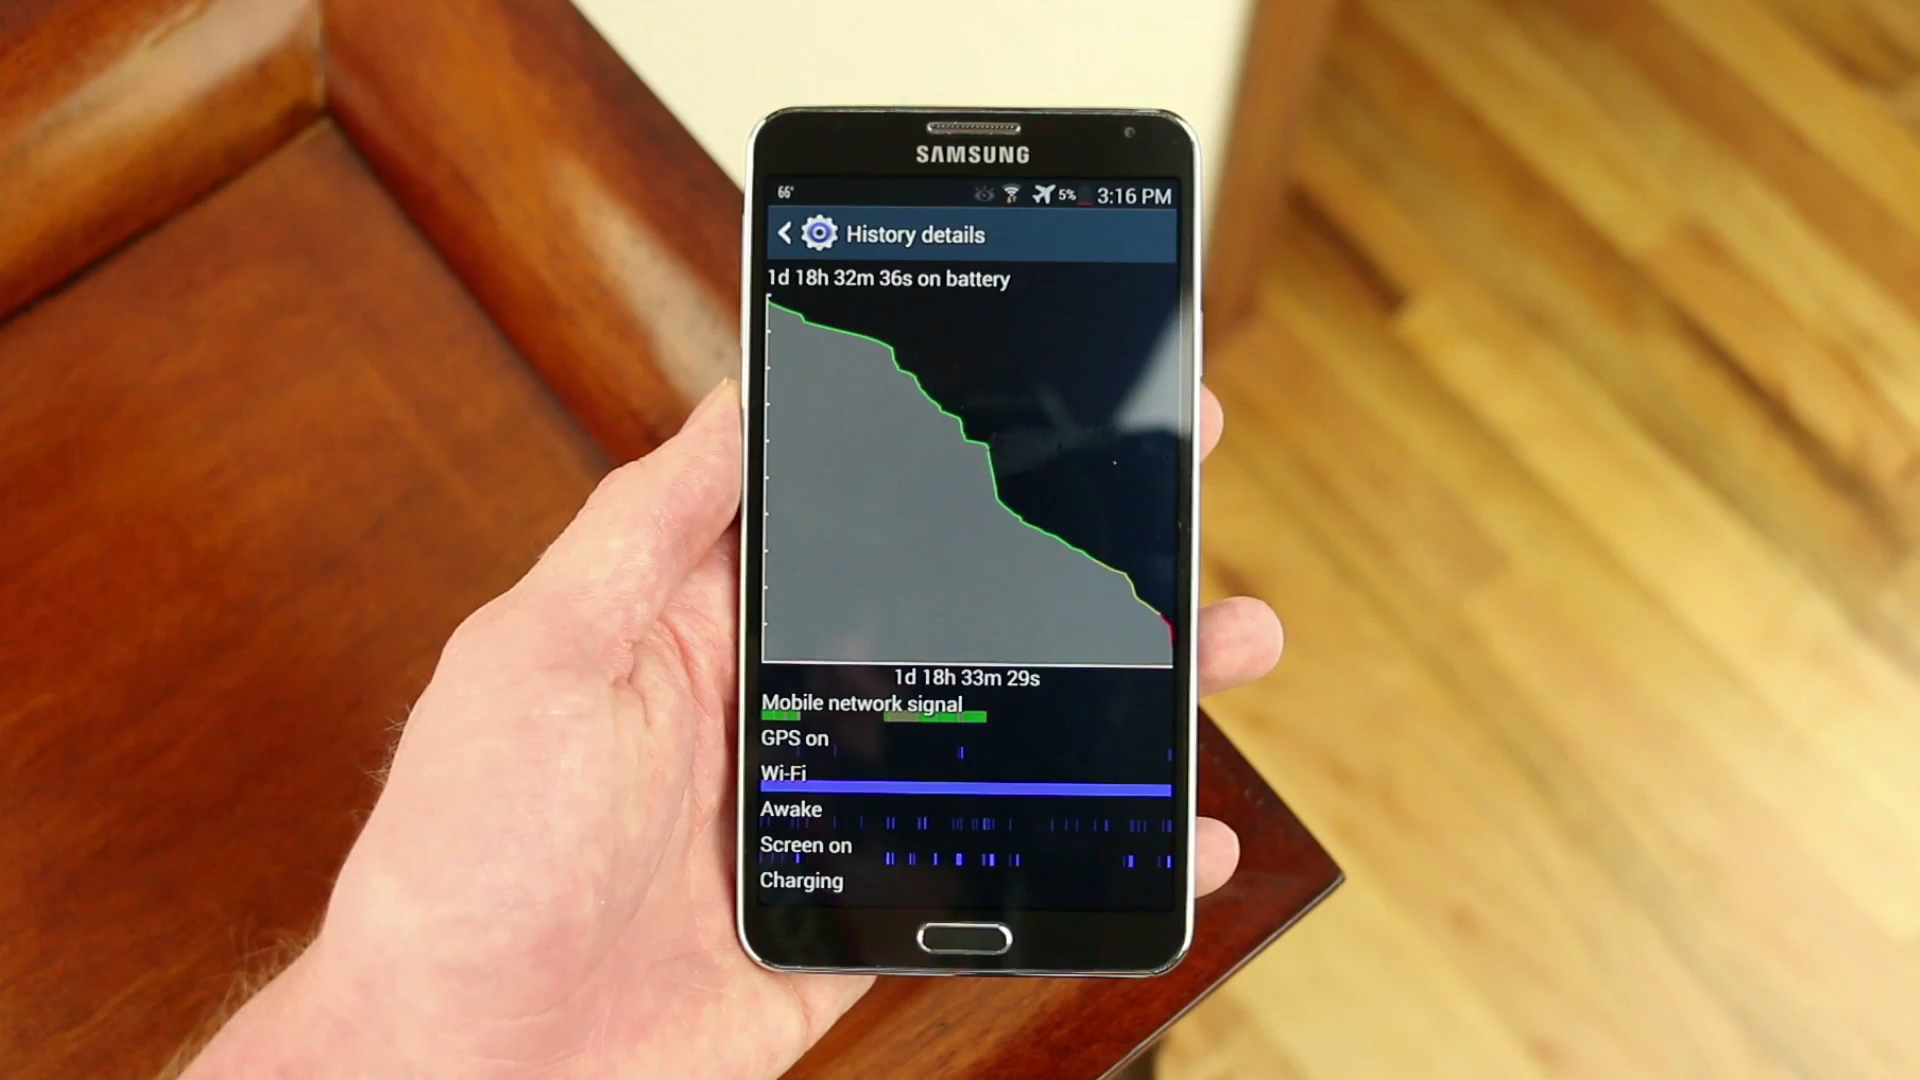 SAMSUNG
66° 5% 3:16 PM
History details
1d 18h 32m 36s on battery
1d 18h 33m 29s
Mobile network signal
GPS on
Wi-Fi
Awake
Screen on
Charging